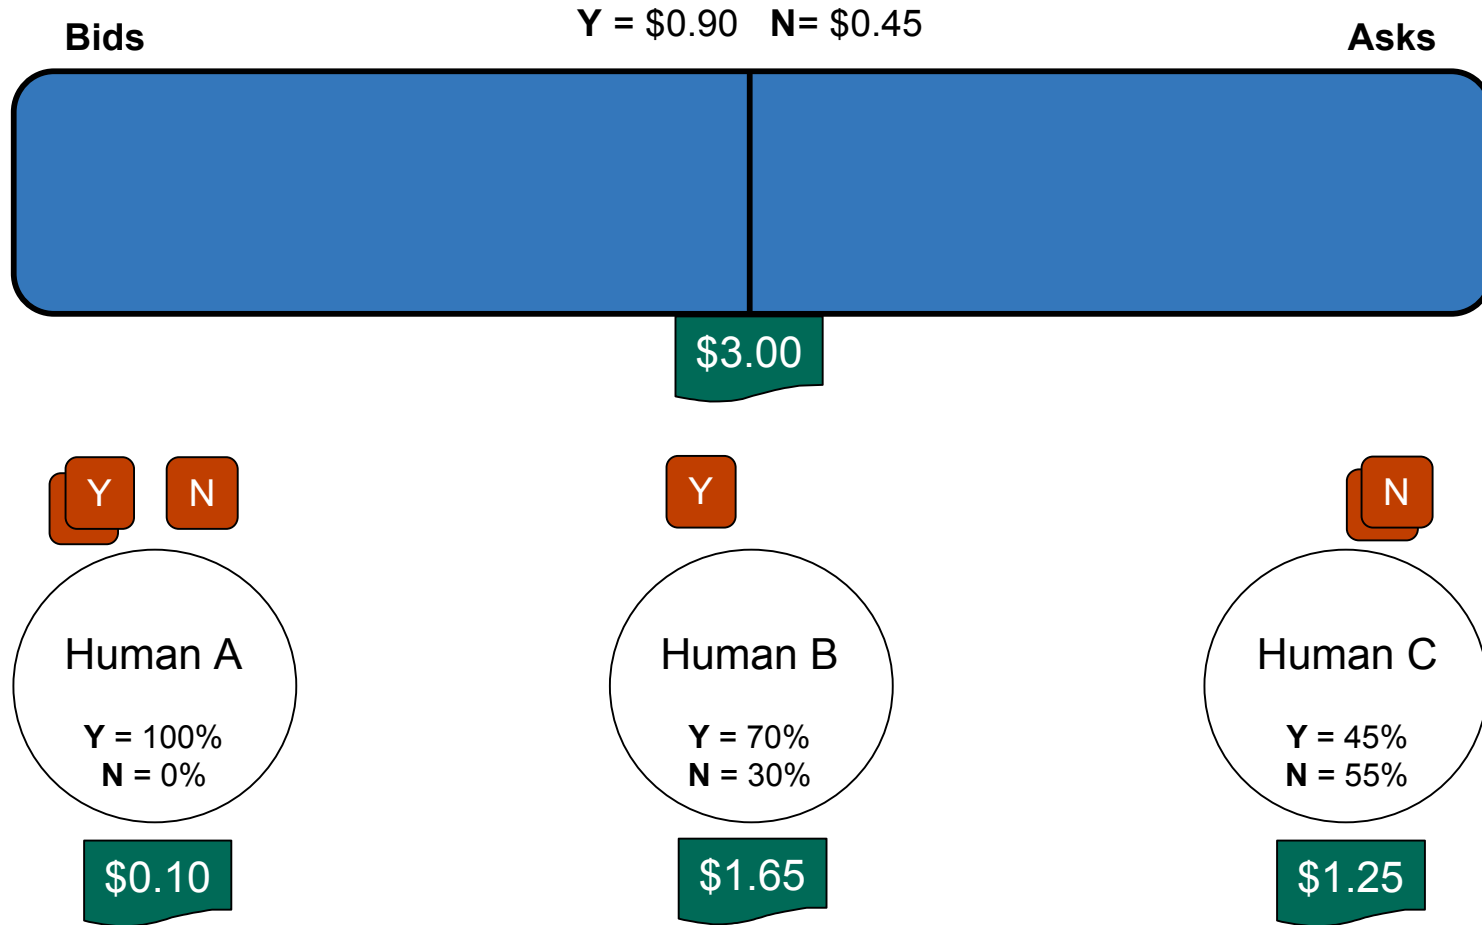 Bids
Y = $0.90 N= $0.45
Asks
$3.00
Y
N
Y
N
Human A
Y = 100%
N = 0%
Human B
Y = 70%
N = 30%
Human C
Y = 45%
N = 55%
$0.10
$1.65
$1.25